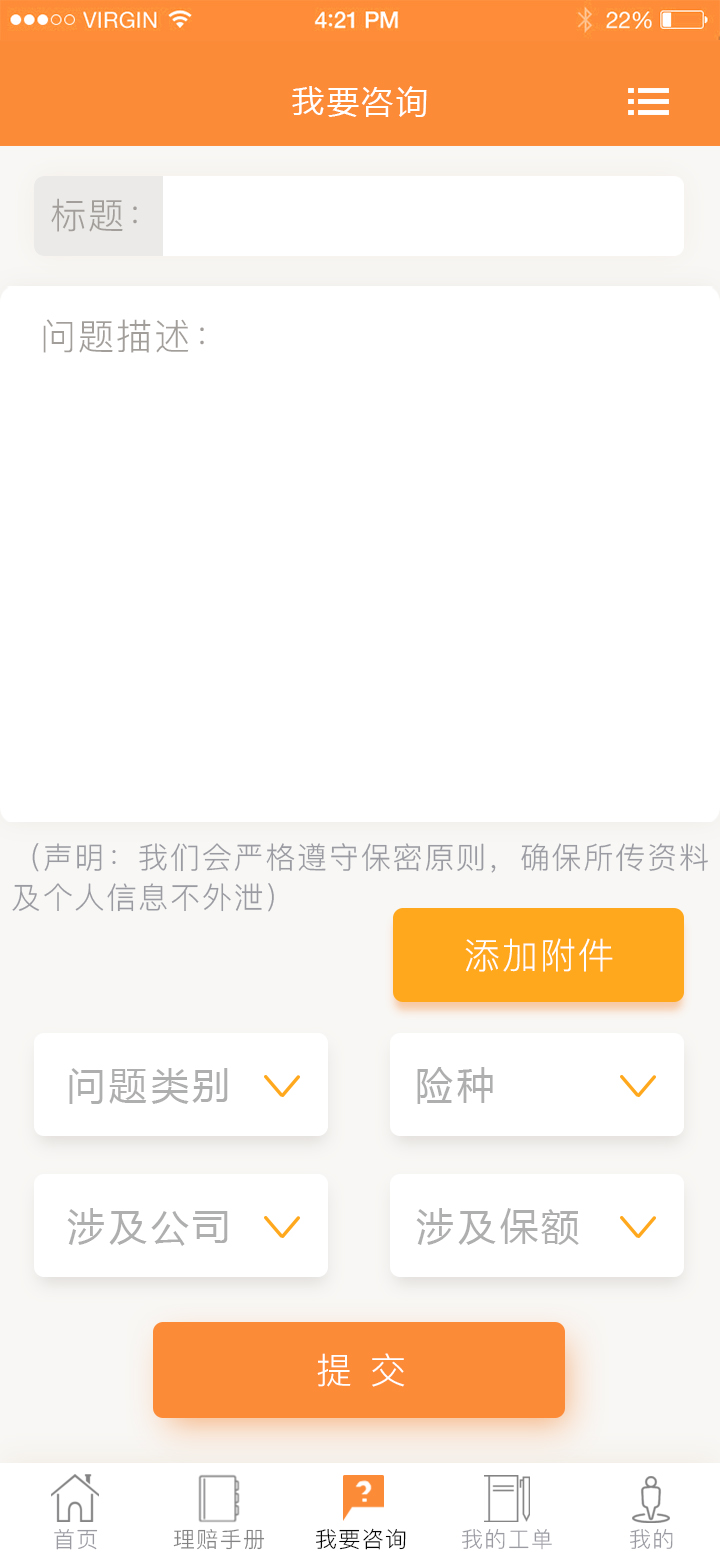 VIRGIN 4:21 PM 22%
我要咨询
标题：
问题描述：
（声明：我们会严格遵守保密原则，确保所传资料
及个人信息不外泄）
添加附件
问题类别 险种
涉及公司 涉及保额
提 交
?
首页 理赔手册 我要咨询 我的工单 我的